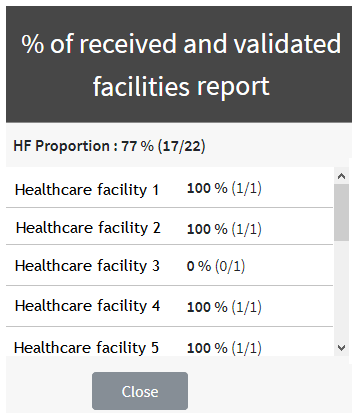 % of received and validated
facilities report
HF Proportion : 77 % (17/22)
Healthcare facility 1 100 % (1/1)
Healthcare facility 2 100 % (1/1)
Healthcare facility 3 0 % (0/1)
Healthcare facility 4 100 % (1/1)
Healthcare facility 5 100 % (1/1)
Close